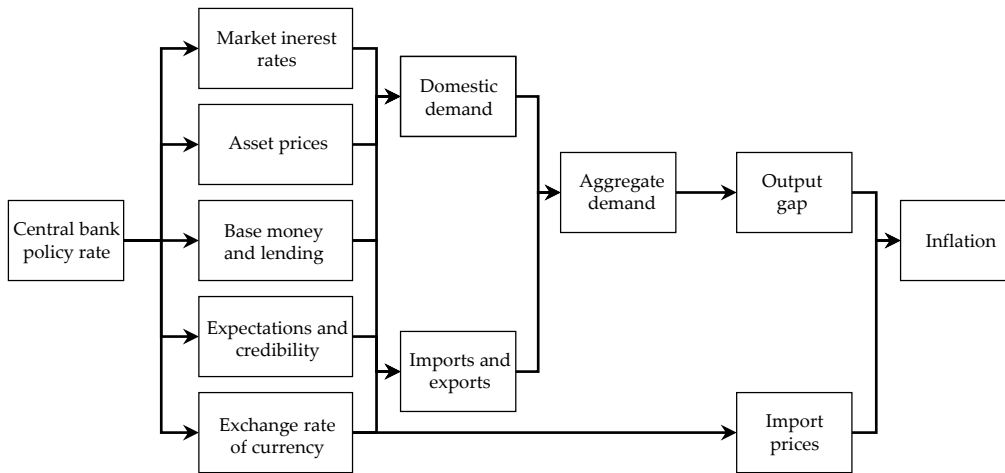 Market inerest
rates
Asset prices
Central bank
policy rate
Base money
and lending
Expectations and
credibility
Exchange rate
of currency
Domestic
demand
Imports and
exports
Aggregate
demand
Output
gap
Import
prices
Inflation